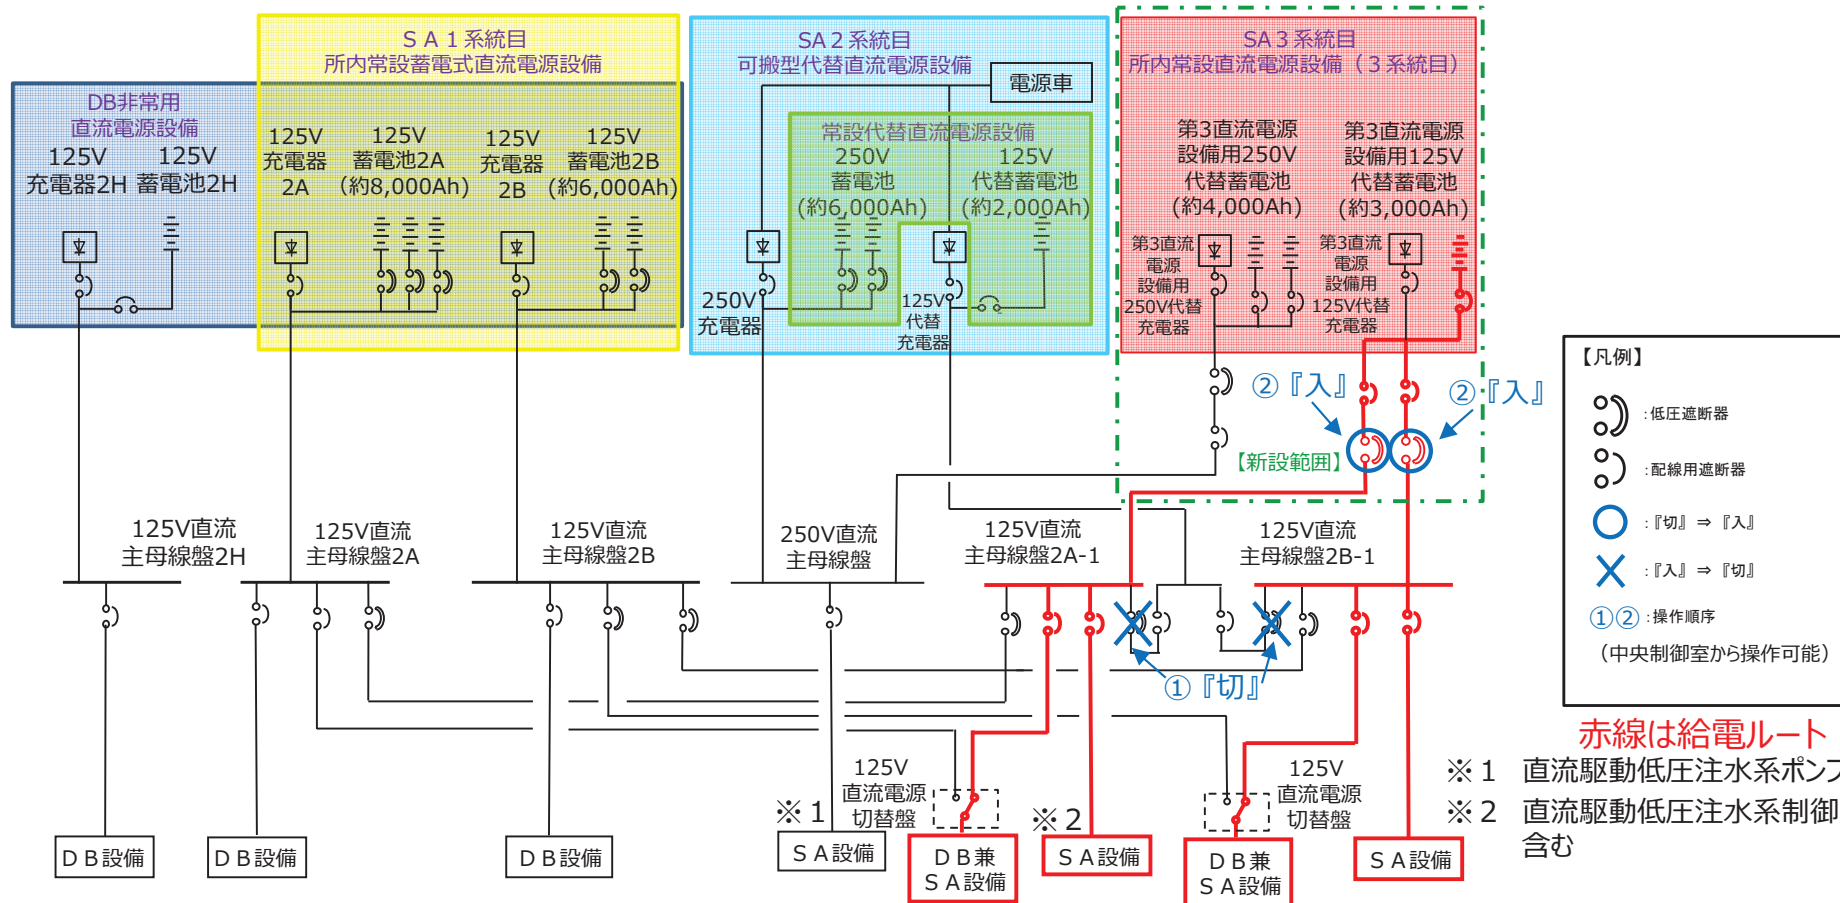 SA1系統目
所内常設蓄電式直流電源設備
SA2系統目
可搬型代替直流電源設備
電源車
SA3系統目
所内常設直流電源設備（3系統目）
DB非常用
直流電源設備
125V
充電器2H
125V
蓄電池2H
125V
充電器
2A
125V
蓄電池2A
(約8,000Ah)
125V
充電器
2B
125V
蓄電池2B
(約6,000Ah)
常設代替直流電源設備
250V
蓄電池
(約6,000Ah)
125V
代替蓄電池
(約2,000Ah)
第3直流電源
設備用250V
代替蓄電池
(約4,000Ah)
第3直流電源
設備用125V
代替蓄電池
(約3,000Ah)
250V
充電器
125V
代替
充電器
第3直流
電源
設備用
250V代替
充電器
第3直流
電源
設備用
125V代替
充電器
②『入』
②『入』
【新設範囲】
125V直流
主母線盤2H
125V直流
主母線盤2A
125V直流
主母線盤2B
250V直流
主母線盤
125V直流
主母線盤2A-1
125V直流
主母線盤2B-1
①『切』
125V
直流電源
切替盤
125V
直流電源
切替盤
※1
※2
DB設備
DB設備
DB設備
SA設備
DB兼
SA設備
SA設備
DB兼
SA設備
SA設備
【凡例】
:低圧遮断器
:配線用遮断器
:『切』⇒『入』
:『入』⇒『切』
①②:操作順序
（中央制御室から操作可能）
赤線は給電ルート
※1 直流駆動低圧注水系ポンプ
※2 直流駆動低圧注水系制御
含む